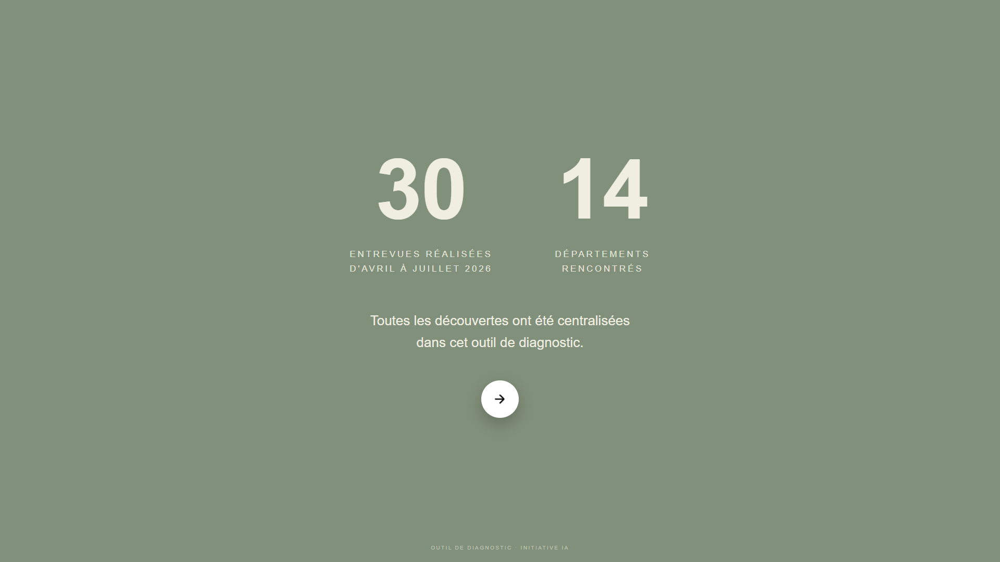 30
14
ENTREVUES RÉALISÉES
D'AVRIL À JUILLET 2026
DÉPARTEMENTS
RENCONTRÉS
Toutes les découvertes ont été centralisées
dans cet outil de diagnostic.
OUTIL DE DIAGNOSTIC · INITIATIVE IA